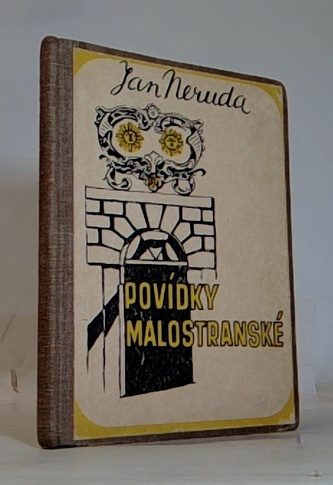 Jan Neruda
POVÍDKY
MALOSTRANSKÉ